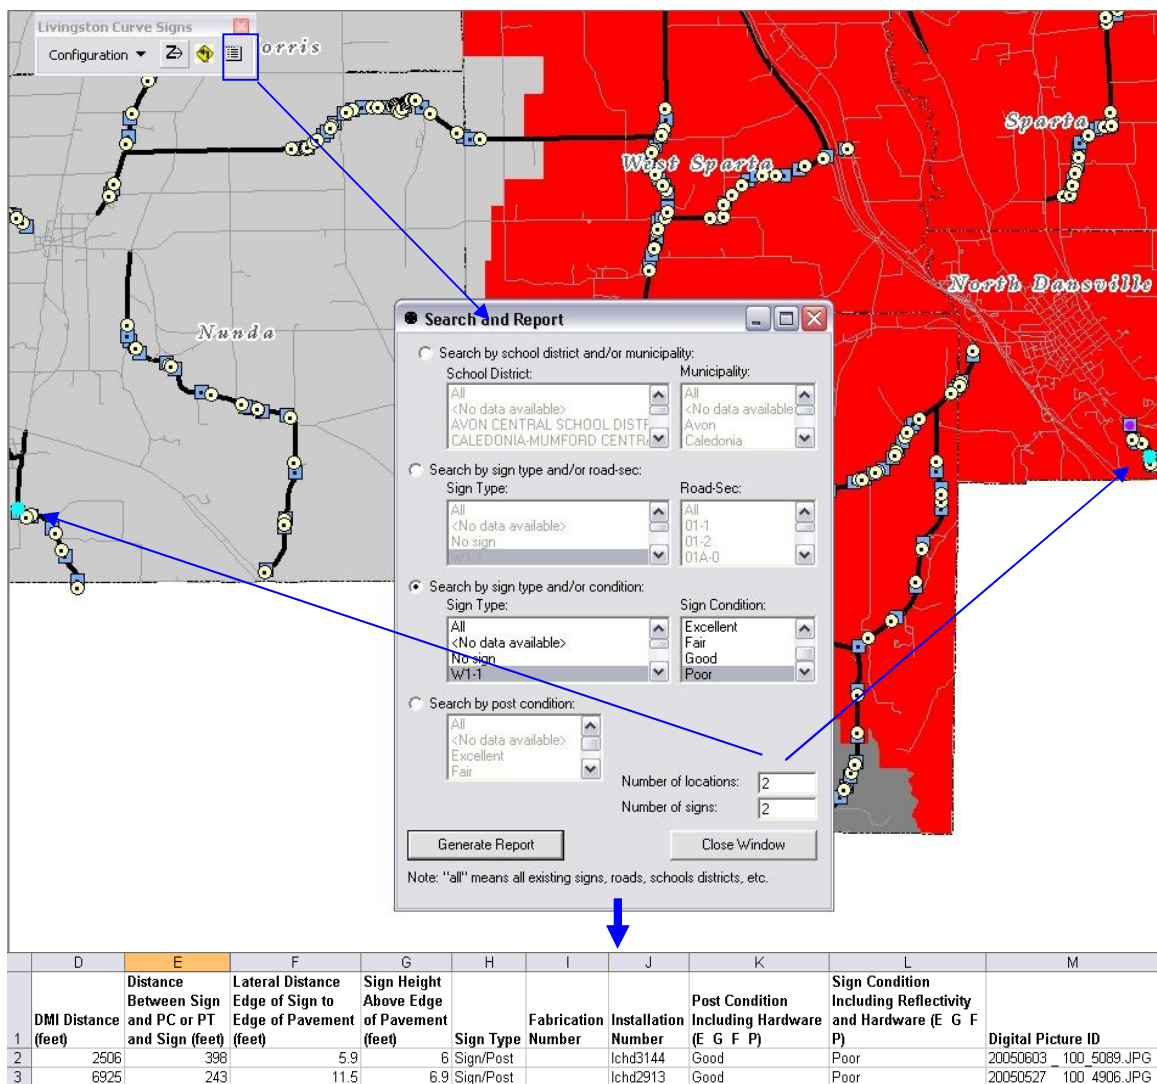 Livingston Curve Signs
Configuration
orris
Sparta
West Sparta
North Dansville
Nunda
Search and Report
Search by school district and/or municipality:
School District: Municipality:
All All
<No data available> <No data available
AVON CENTRAL SCHOOL DISTF Avon
CALEDONIA-MUMFORD CENTR Caledonia
Search by sign type and/or road-sec:
Sign Type: Road-Sec:
All All
<No data available> 01-1
No sign 01-2
W1-1 01A-0
Search by sign type and/or condition:
Sign Type: Sign Condition:
All Excellent
<No data available> Fair
No sign Good
W1-1 Poor
Search by post condition:
All
<No data available>
Excellent
Fair
Number of locations: 2
Number of signs: 2
Generate Report Close Window
Note: "all" means all existing signs, roads, schools districts, etc.
D E F G H I J K L M
1 DMI Distance (feet) Distance Between Sign and PC or PT and Sign (feet) Lateral Distance Edge of Sign to Edge of Pavement (feet) Sign Height Above Edge of Pavement (feet) Sign Type Fabrication Number Installation Number Post Condition Including Hardware (E G F P) Sign Condition Including Reflectivity and Hardware (E G F P) Digital Picture ID
2 2506 398 5.9 6 Sign/Post lchd3144 Good Poor 20050603_100_5089.JPG
3 6925 243 11.5 6.9 Sign/Post lchd2913 Good Poor 20050527_100_4906.JPG